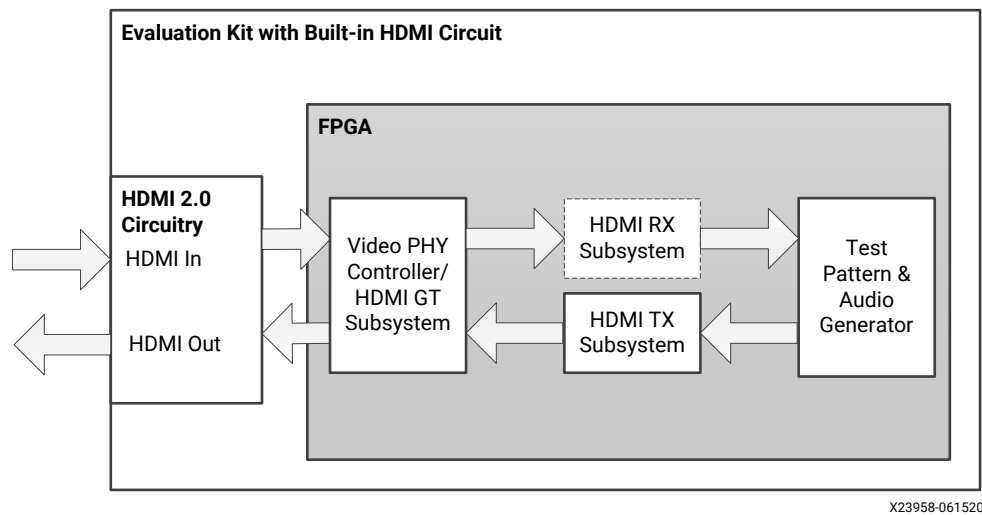 Evaluation Kit with Built-in HDMI Circuit
FPGA
HDMI 2.0
Circuitry
HDMI In
HDMI Out
Video PHY
Controller/
HDMI GT
Subsystem
HDMI RX
Subsystem
HDMI TX
Subsystem
Test
Pattern &
Audio
Generator
X23958-061520